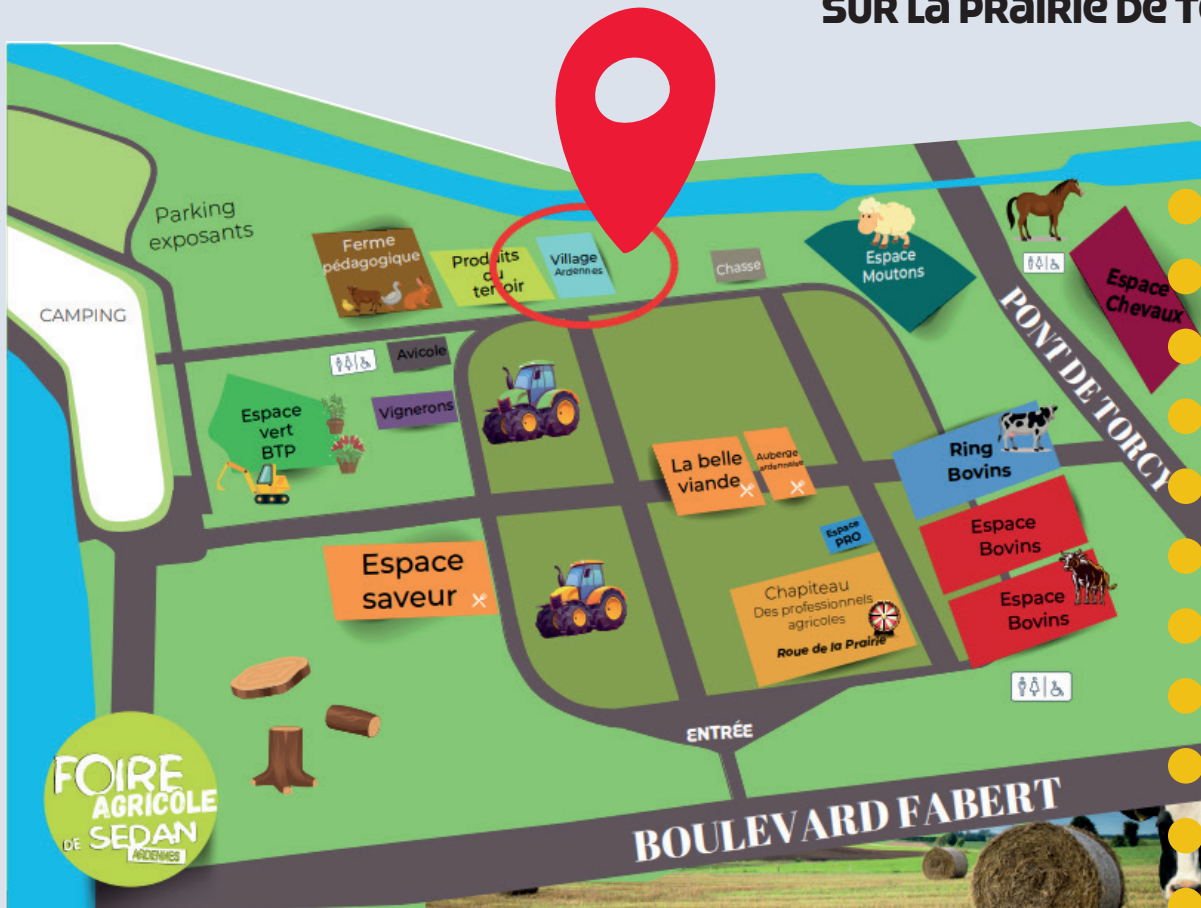 SUR LA PRAIRIE DE
Parking
exposants
CAMPING
Ferme
pédagogique
Produits
du
terroir
Village
Ardennes
Chasse
Espace
Moutons
Espace
Chevaux
PONT DE TORCY
Avicole
Vignerons
Espace
vert
BTP
La belle
viande
Auberge
ardennaise
Ring
Bovins
Espace
Bovins
Espace
Bovins
Espace
PRO
Espace
saveur
Chapiteau
Des professionnels
agricoles
Roue de la Prairie
ENTRÉE
BOULEVARD FABERT
FOIRE
AGRICOLE
DE SEDAN
ARDENNES